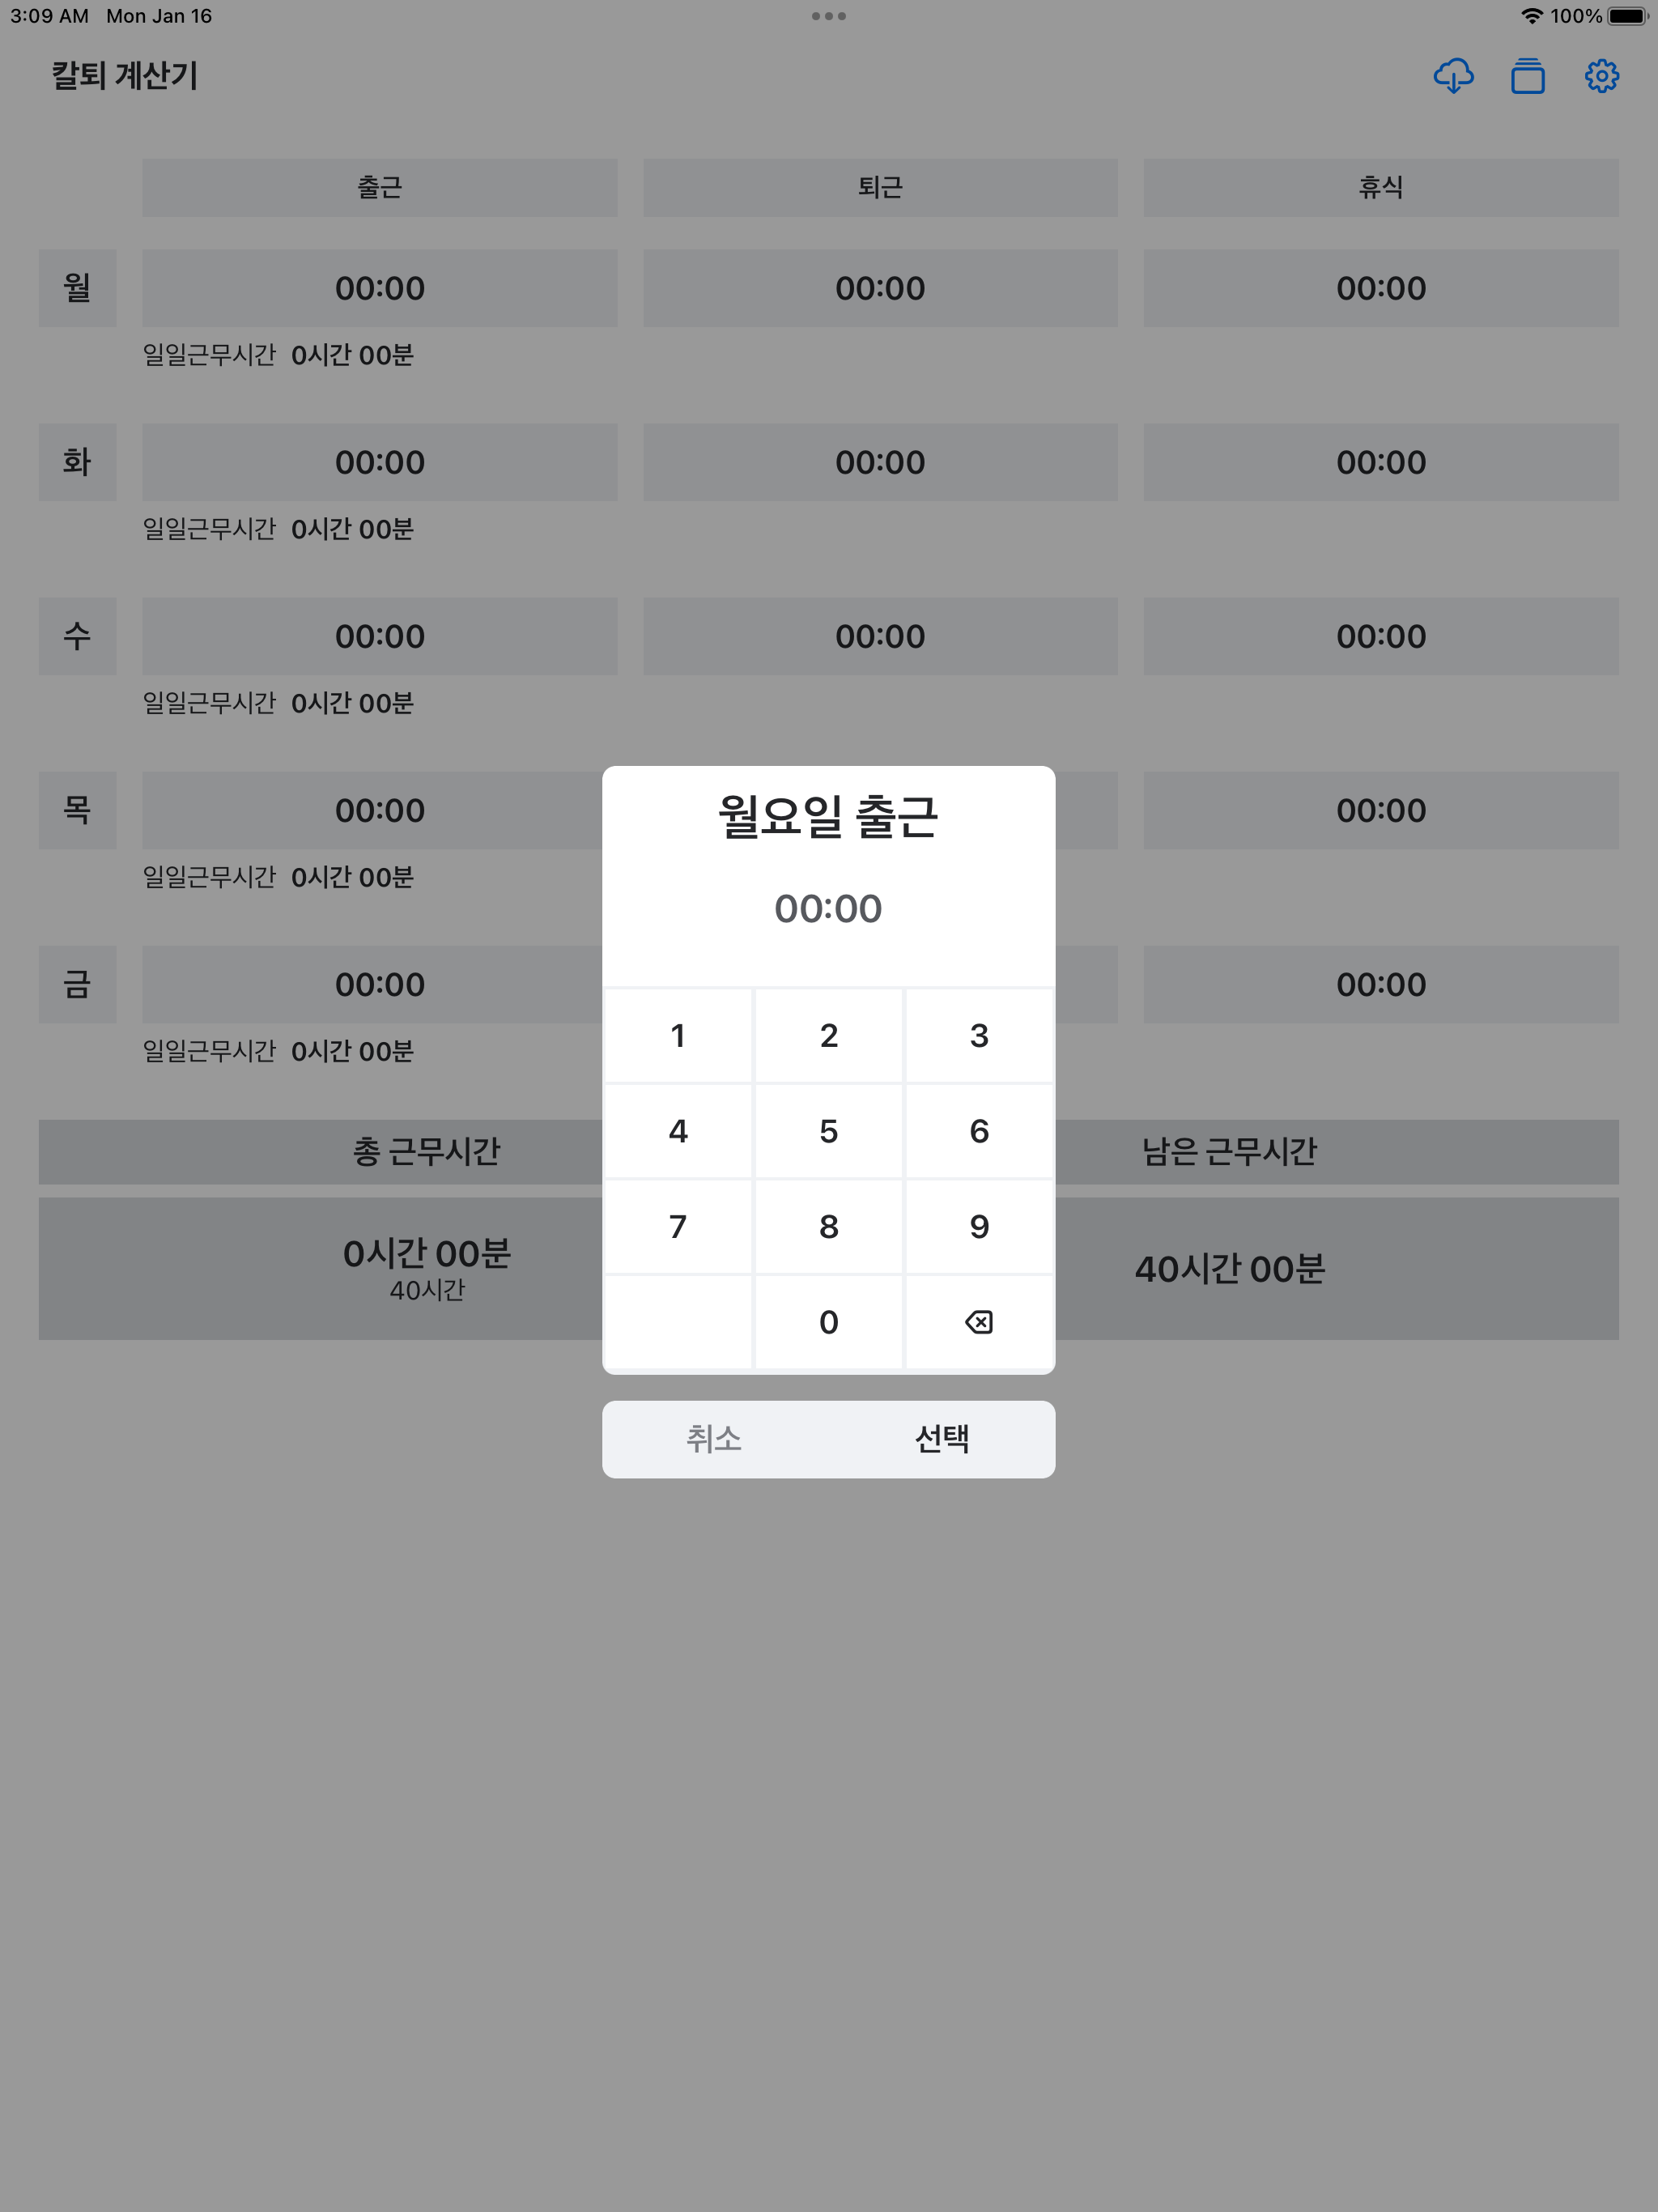 3:09 AM Mon Jan 16
100%
칼퇴 계산기
출근 퇴근 휴식
월 00:00 00:00 00:00
일일근무시간 0시간 00분
화 00:00 00:00 00:00
일일근무시간 0시간 00분
수 00:00 00:00 00:00
일일근무시간 0시간 00분
목 00:00 00:00
일일근무시간 0시간 00분
금 00:00 00:00
일일근무시간 0시간 00분
총 근무시간 남은 근무시간
0시간 00분
40시간
40시간 00분
월요일 출근
00:00
1 2 3
4 5 6
7 8 9
0
취소 선택